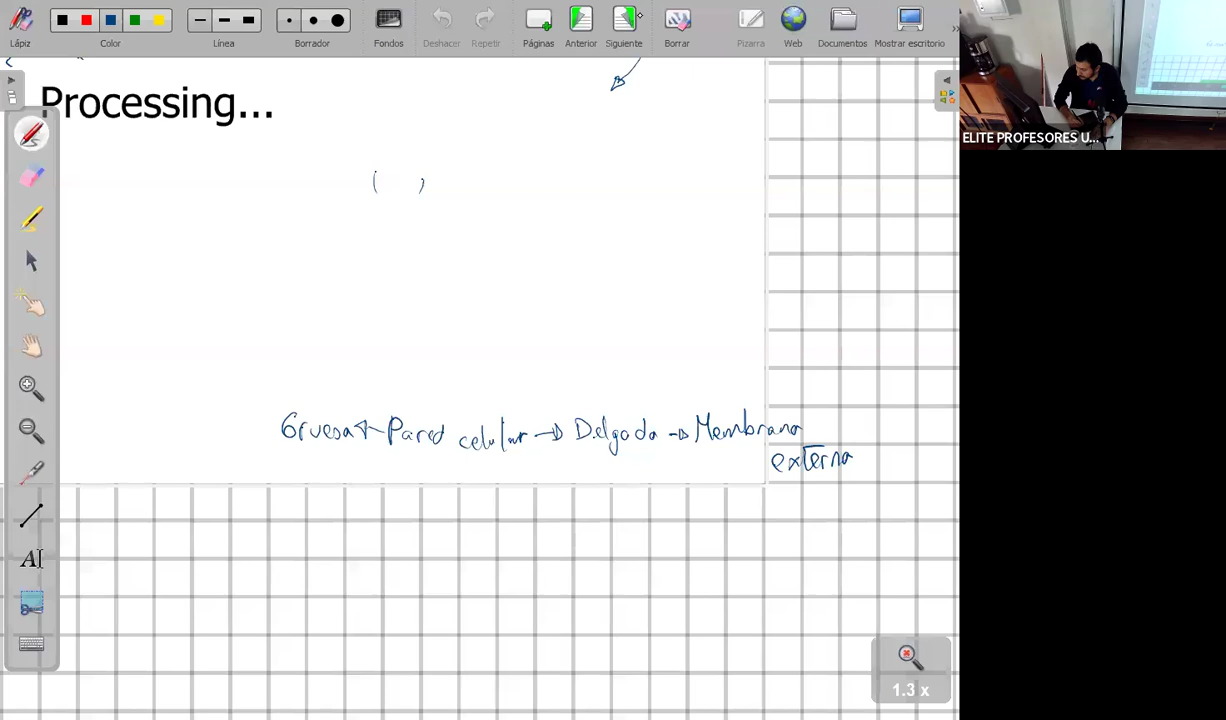 Lápiz
Color
Línea
Borrador
Fondos
Deshacer
Repetir
Páginas
Anterior
Siguiente
Borrar
Pizarra
Web
Documentos
Mostrar escritorio
Processing...
ELITE PROFESORES U...
( )
Gruesa ← Pared celular → Delgada → Membrana
externa
1.3 x